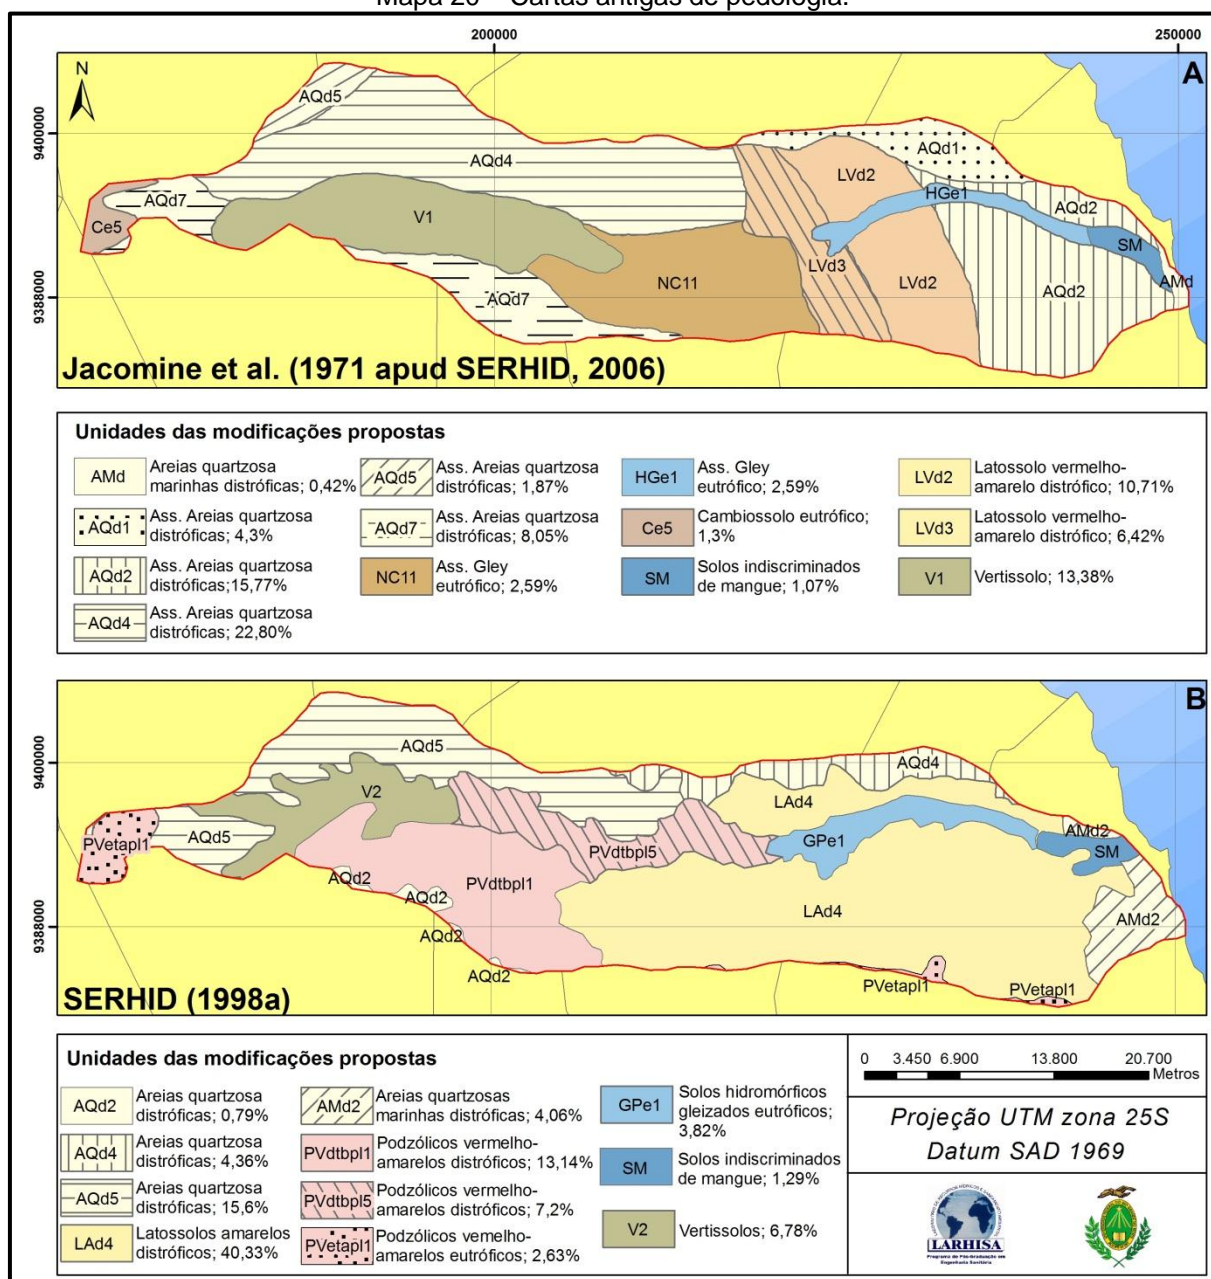 Mapa 20 – Cartas antigas de pedologia.
200000
250000
N
A
9400000
9388000
AQd5
AQd4
AQd1
LVd2
HGe1
AQd7
Ce5
V1
AQd2
SM
LVd3
NC11
LVd2
AQd2
AMd
AQd7
Jacomine et al. (1971 apud SERHID, 2006)
Unidades das modificações propostas
AMd
Areias quartzosa
marinhas distróficas; 0,42%
AQd1
Ass. Areias quartzosa
distróficas; 4,3%
AQd2
Ass. Areias quartzosa
distróficas;15,77%
AQd4
Ass. Areias quartzosa
distróficas; 22,80%
AQd5
Ass. Areias quartzosa
distróficas; 1,87%
AQd7
Ass. Areias quartzosa
distróficas; 8,05%
NC11
Ass. Gley
eutrófico; 2,59%
HGe1
Ass. Gley
eutrófico; 2,59%
Ce5
Cambiossolo eutrófico;
1,3%
SM
Solos indiscriminados
de mangue; 1,07%
LVd2
Latossolo vermelho-
amarelo distrófico; 10,71%
LVd3
Latossolo vermelho-
amarelo distrófico; 6,42%
V1
Vertissolo; 13,38%
B
9400000
9388000
AQd5
AQd4
V2
LAd4
AQd5
PVetapl1
GPe1
AMd2
SM
PVdtbpl5
AQd2
PVdtbpl1
AQd2
LAd4
AMd2
AQd2
AQd2
PVetapl1
PVetapl1
SERHID (1998a)
Unidades das modificações propostas
AQd2
Areias quartzosa
distróficas; 0,79%
AQd4
Areias quartzosa
distróficas; 4,36%
AQd5
Areias quartzosa
distróficas; 15,6%
LAd4
Latossolos amarelos
distróficos; 40,33%
AMd2
Areias quartzosas
marinhas distróficas; 4,06%
PVdtbpl1
Podzólicos vermelho-
amarelos distróficos; 13,14%
PVdtbpl5
Podzólicos vermelho-
amarelos distróficos; 7,2%
PVetapl1
Podzólicos vemelho-
amarelos eutróficos; 2,63%
GPe1
Solos hidromórficos
gleizados eutróficos;
3,82%
SM
Solos indiscriminados
de mangue; 1,29%
V2
Vertissolos; 6,78%
0 3.450 6.900 13.800 20.700
Metros
Projeção UTM zona 25S
Datum SAD 1969
LARHISA
Programa de Pós-Graduação em
Engenharia Sanitária